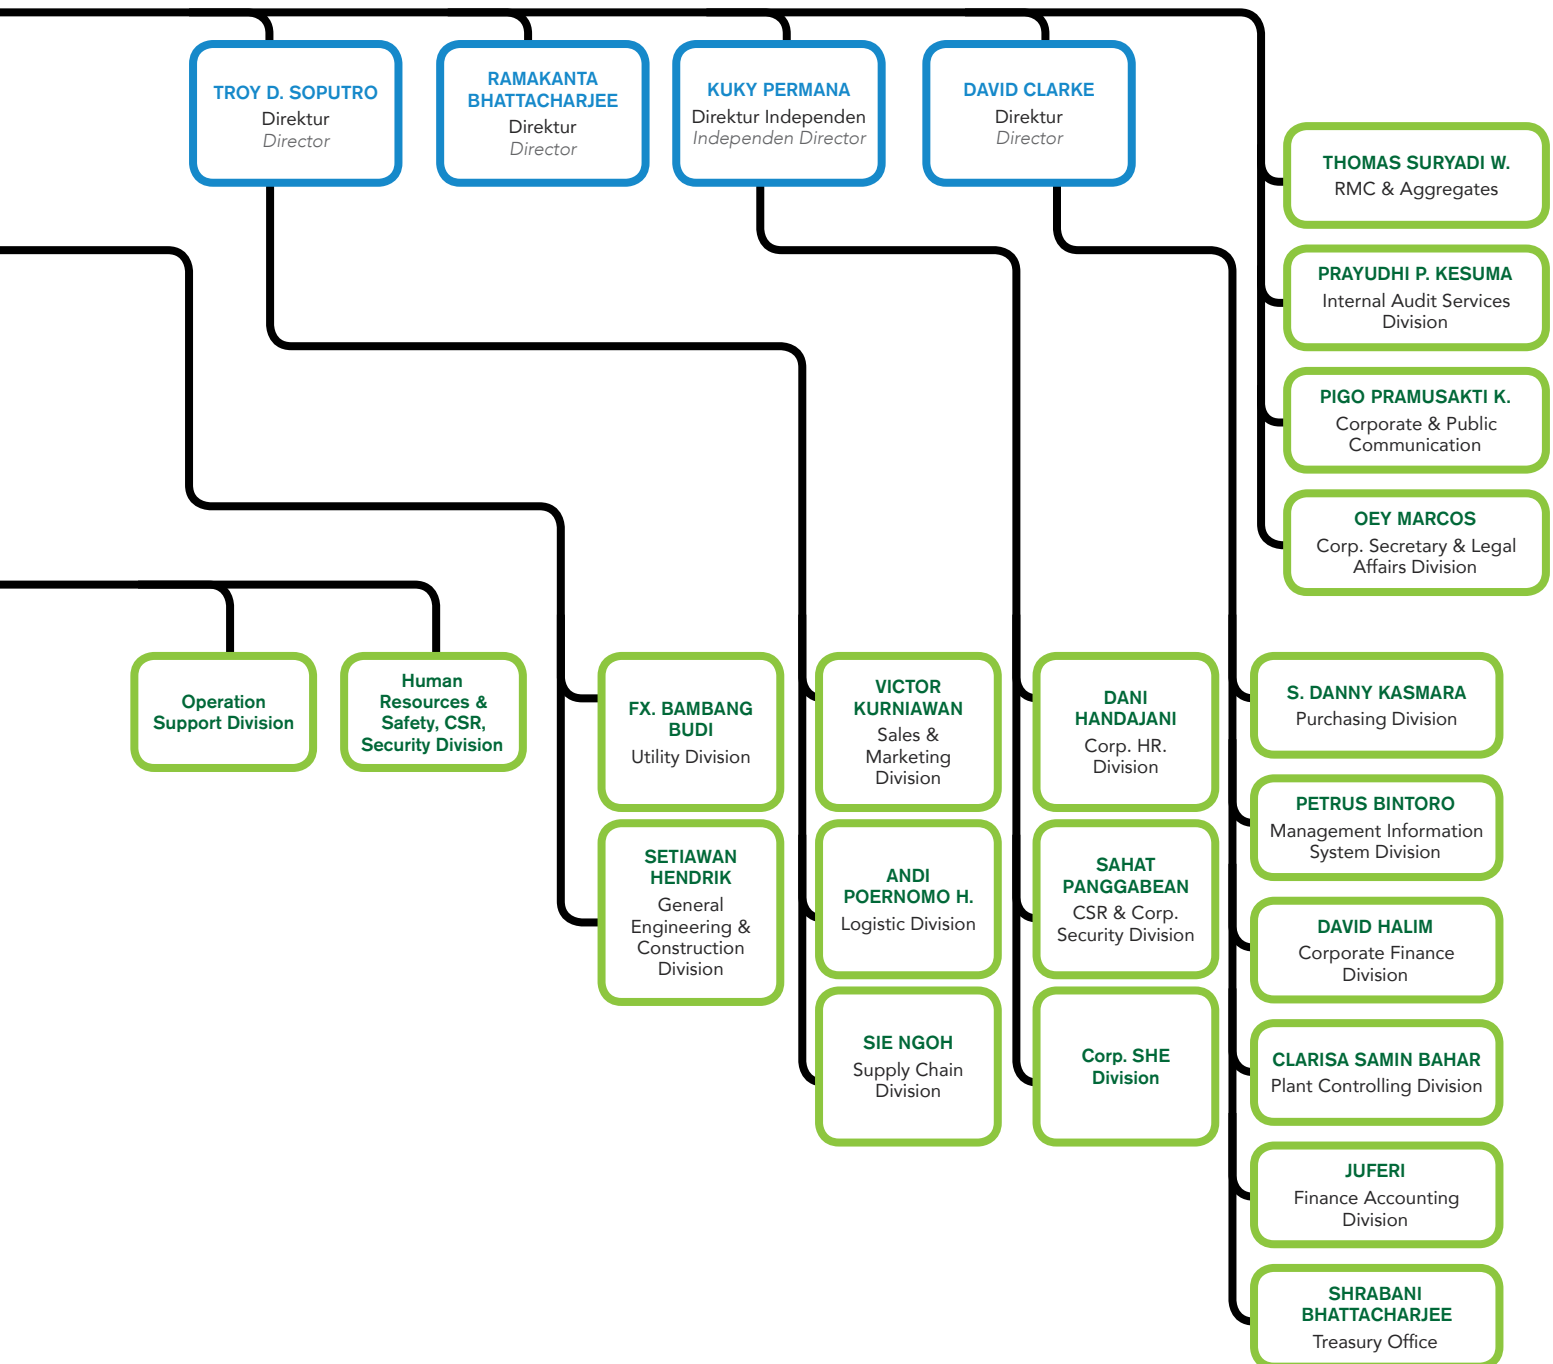 TROY D. SOPUTRO
Direktur
Director
RAMAKANTA
BHATTACHARJEE
Direktur
Director
KUKY PERMANA
Direktur Independen
Independen Director
DAVID CLARKE
Direktur
Director
THOMAS SURYADI W.
RMC & Aggregates
PRAYUDHI P. KESUMA
Internal Audit Services
Division
PIGO PRAMUSAKTI K.
Corporate & Public
Communication
OEY MARCOS
Corp. Secretary & Legal
Affairs Division
Operation
Support Division
Human
Resources &
Safety, CSR,
Security Division
FX. BAMBANG
BUDI
Utility Division
SETIAWAN
HENDRIK
General
Engineering &
Construction
Division
VICTOR
KURNIAWAN
Sales &
Marketing
Division
ANDI
POERNOMO H.
Logistic Division
SIE NGOH
Supply Chain
Division
DANI
HANDAJANI
Corp. HR.
Division
SAHAT
PANGGABEAN
CSR & Corp.
Security Division
Corp. SHE
Division
S. DANNY KASMARA
Purchasing Division
PETRUS BINTORO
Management Information
System Division
DAVID HALIM
Corporate Finance
Division
CLARISA SAMIN BAHAR
Plant Controlling Division
JUFERI
Finance Accounting
Division
SHRABANI
BHATTACHARJEE
Treasury Office